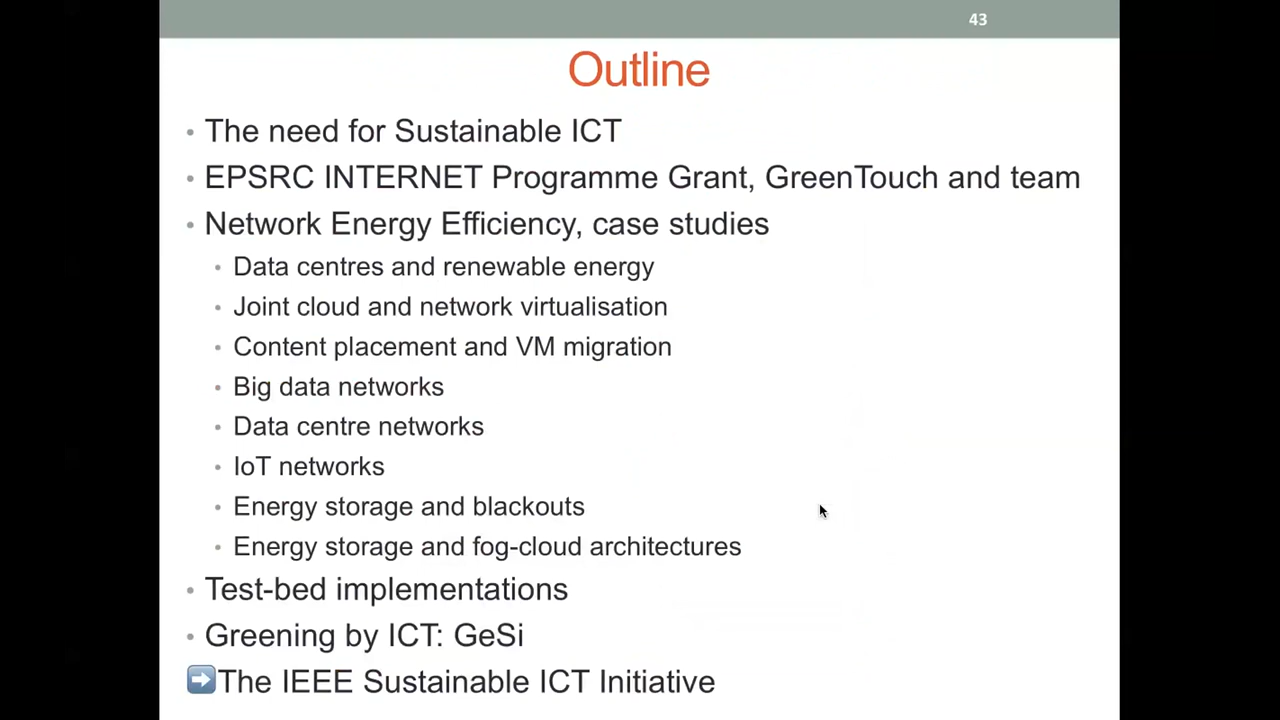 43
Outline
• The need for Sustainable ICT
• EPSRC INTERNET Programme Grant, GreenTouch and team
• Network Energy Efficiency, case studies
• Data centres and renewable energy
• Joint cloud and network virtualisation
• Content placement and VM migration
• Big data networks
• Data centre networks
• IoT networks
• Energy storage and blackouts
• Energy storage and fog-cloud architectures
• Test-bed implementations
• Greening by ICT: GeSi
➡The IEEE Sustainable ICT Initiative